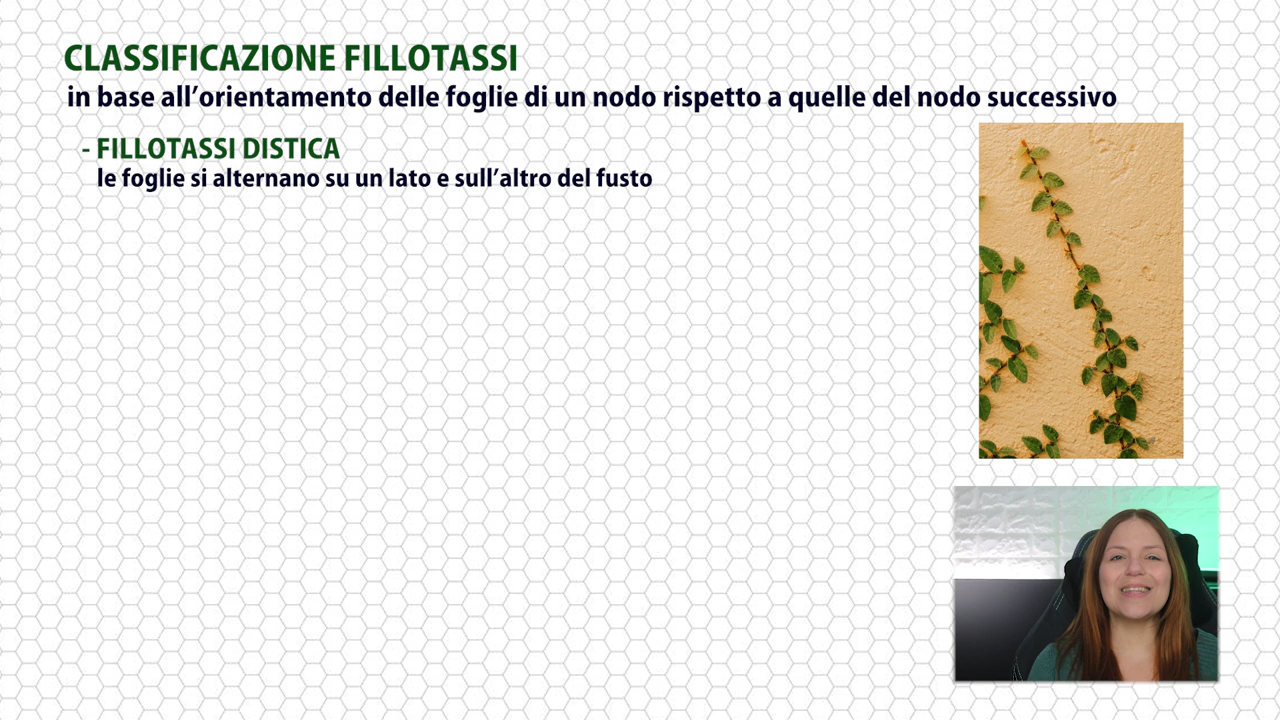 CLASSIFICAZIONE FILLOTASSI
in base all’orientamento delle foglie di un nodo rispetto a quelle del nodo successivo
- FILLOTASSI DISTICA
le foglie si alternano su un lato e sull’altro del fusto